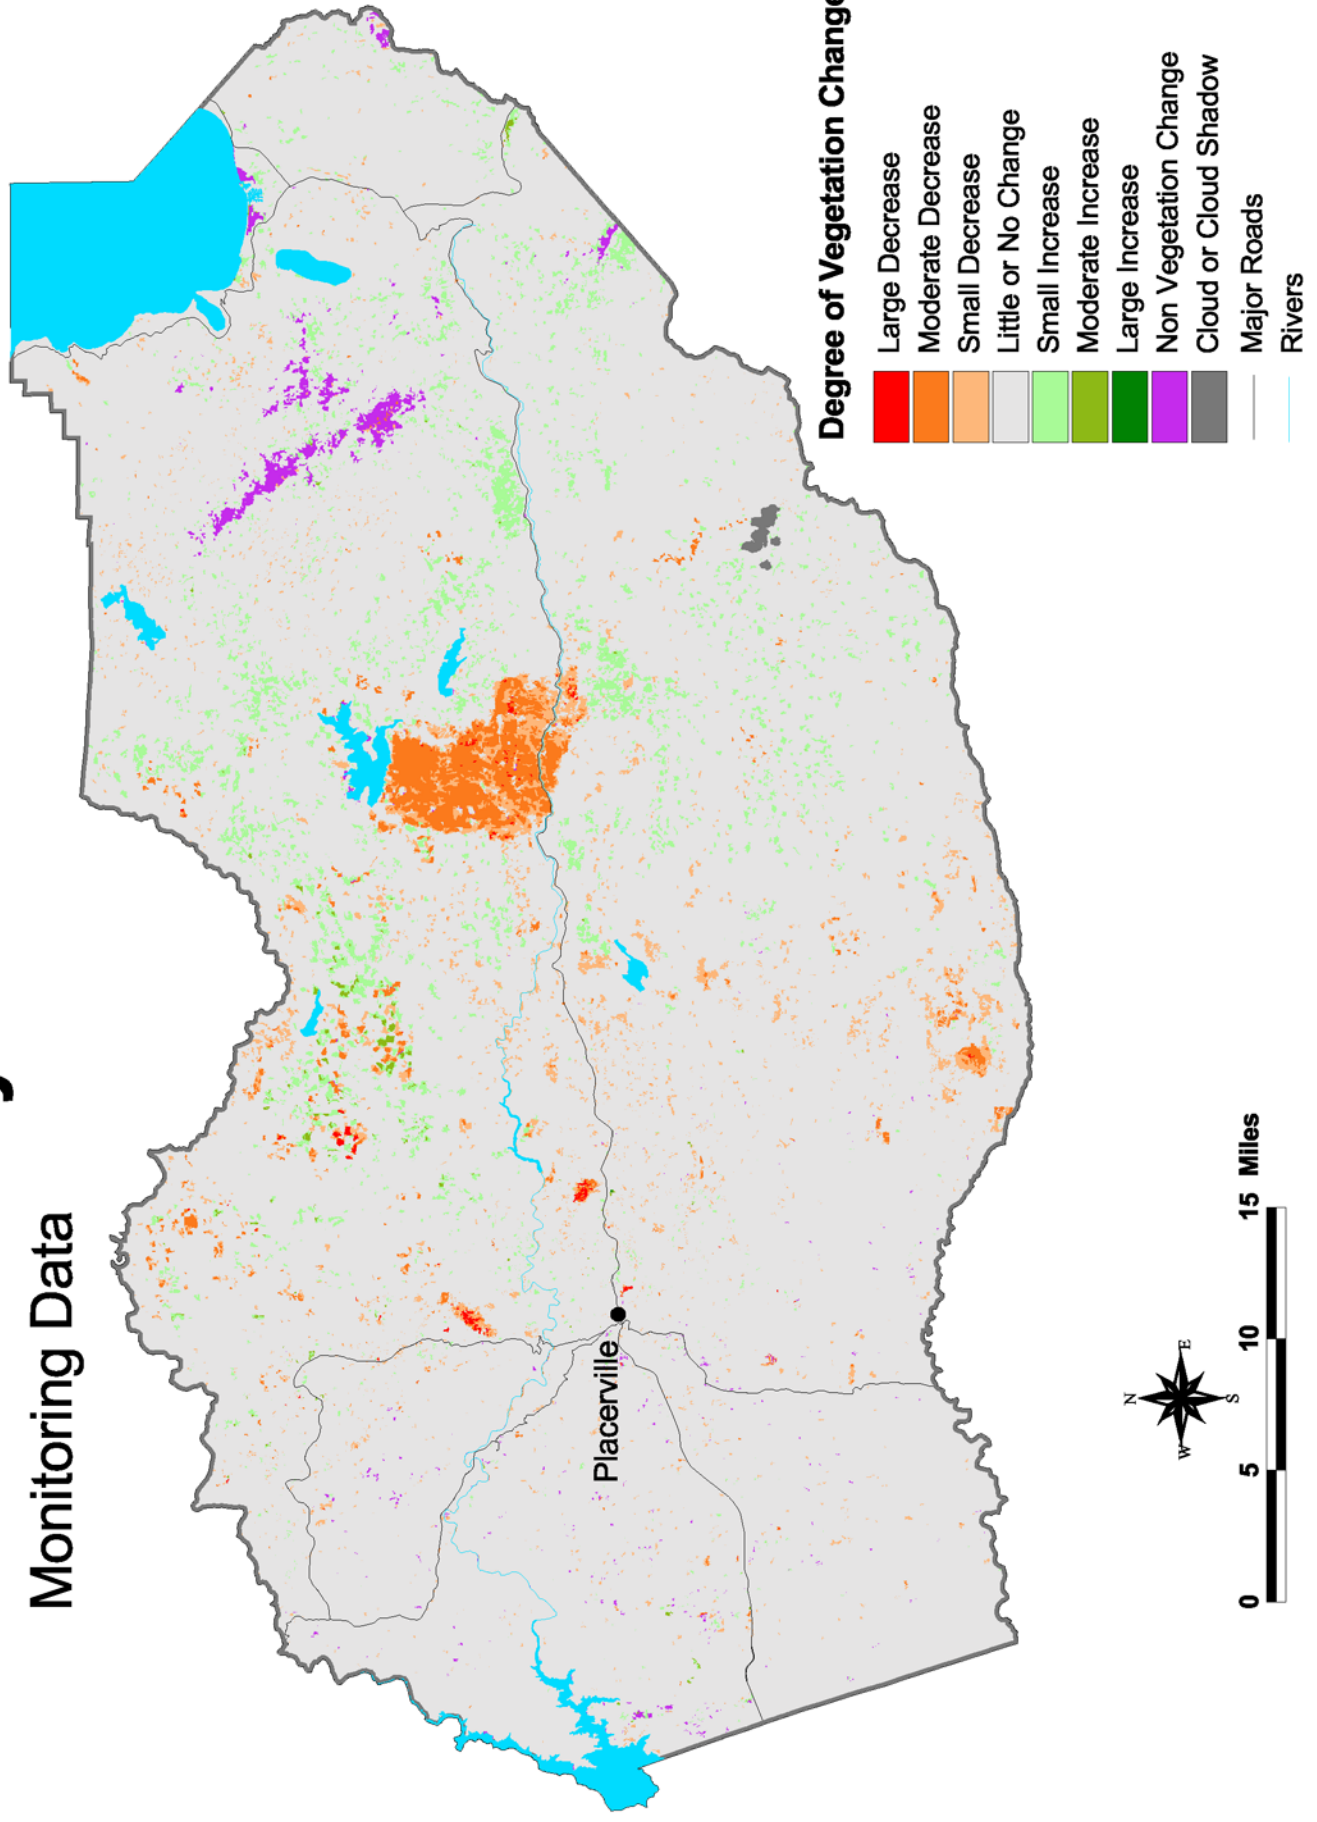 Monitoring Data
Placerville
Degree of Vegetation Change
Large Decrease
Moderate Decrease
Small Decrease
Little or No Change
Small Increase
Moderate Increase
Large Increase
Non Vegetation Change
Cloud or Cloud Shadow
Major Roads
Rivers
N
W
E
S
0 5 10 15 Miles